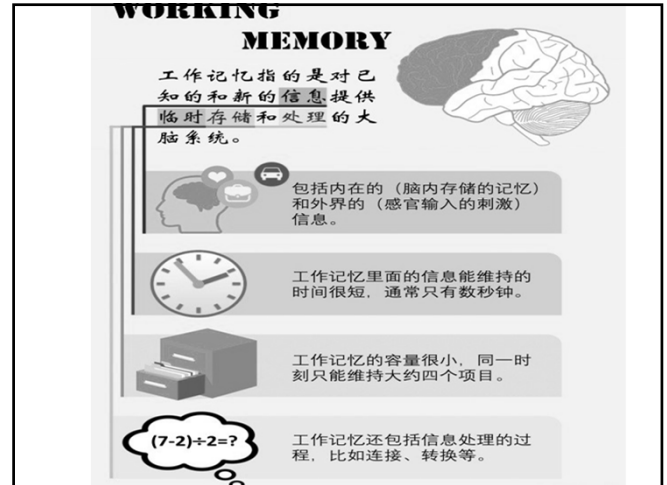 WORKING
MEMORY
工作记忆指的是对已
知的和新的信息提供
临时存储和处理的大
脑系统。
包括内在的（脑内存储的记忆）
和外界的（感官输入的刺激）
信息。
工作记忆里面的信息能维持的
时间很短，通常只有数秒钟。
工作记忆的容量很小，同一时
刻只能维持大约四个项目。
(7-2)÷2=?
工作记忆还包括信息处理的过
程，比如连接、转换等。